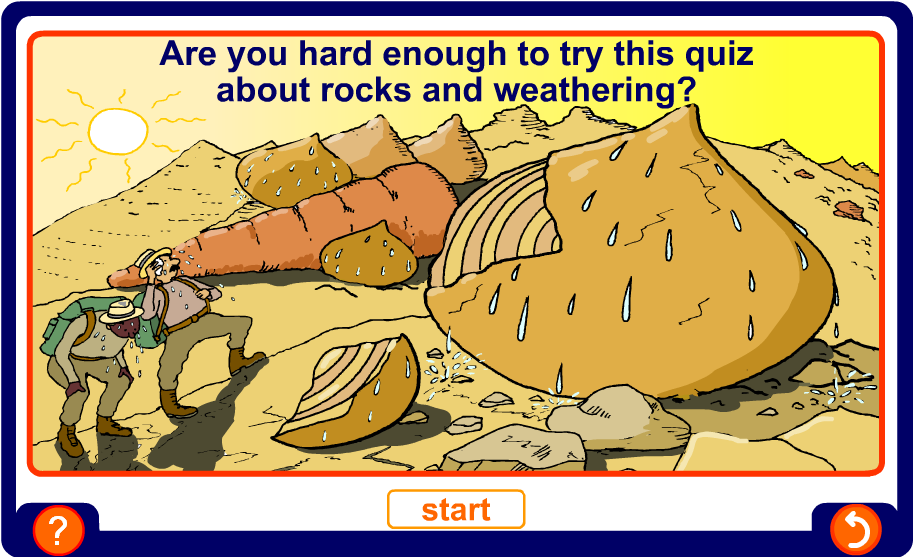 Are you hard enough to try this quiz
about rocks and weathering?
start
?